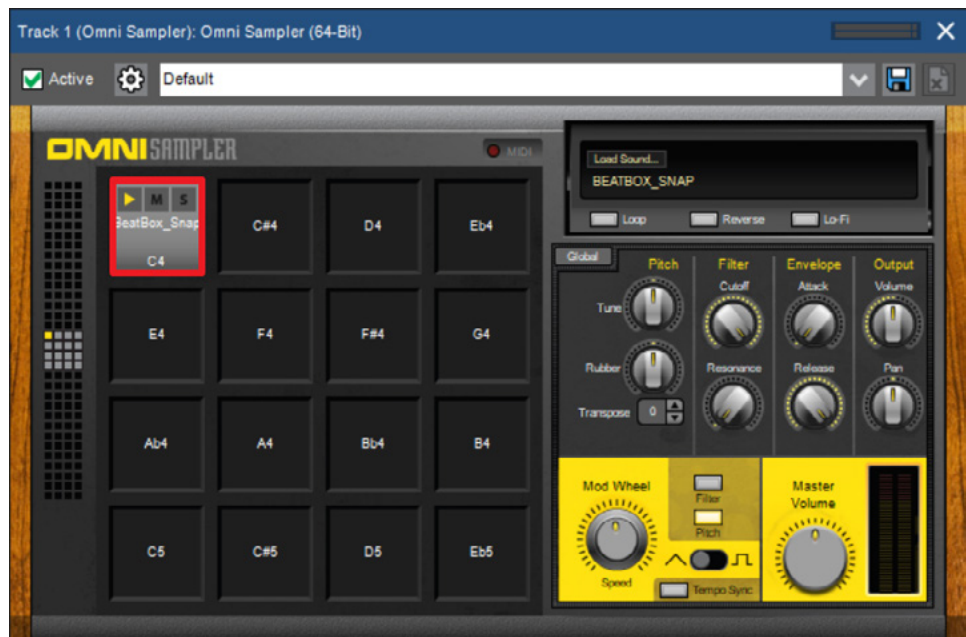 Track 1 (Omni Sampler): Omni Sampler (64-Bit)
Active
Default
OMNISAMPLER
MIDI
M S
BeatBox_Snap
C4
C#4
D4
Eb4
E4
F4
F#4
G4
Ab4
A4
Bb4
B4
C5
C#5
D5
Eb5
Load Sound...
BEATBOX_SNAP
Loop
Reverse
Lo-Fi
Global
Pitch
Filter
Envelope
Output
Tune
Cutoff
Attack
Volume
Rubber
Resonance
Release
Pan
Transpose
0
Mod Wheel
Speed
Filter
Pitch
Tempo Sync
Master
Volume